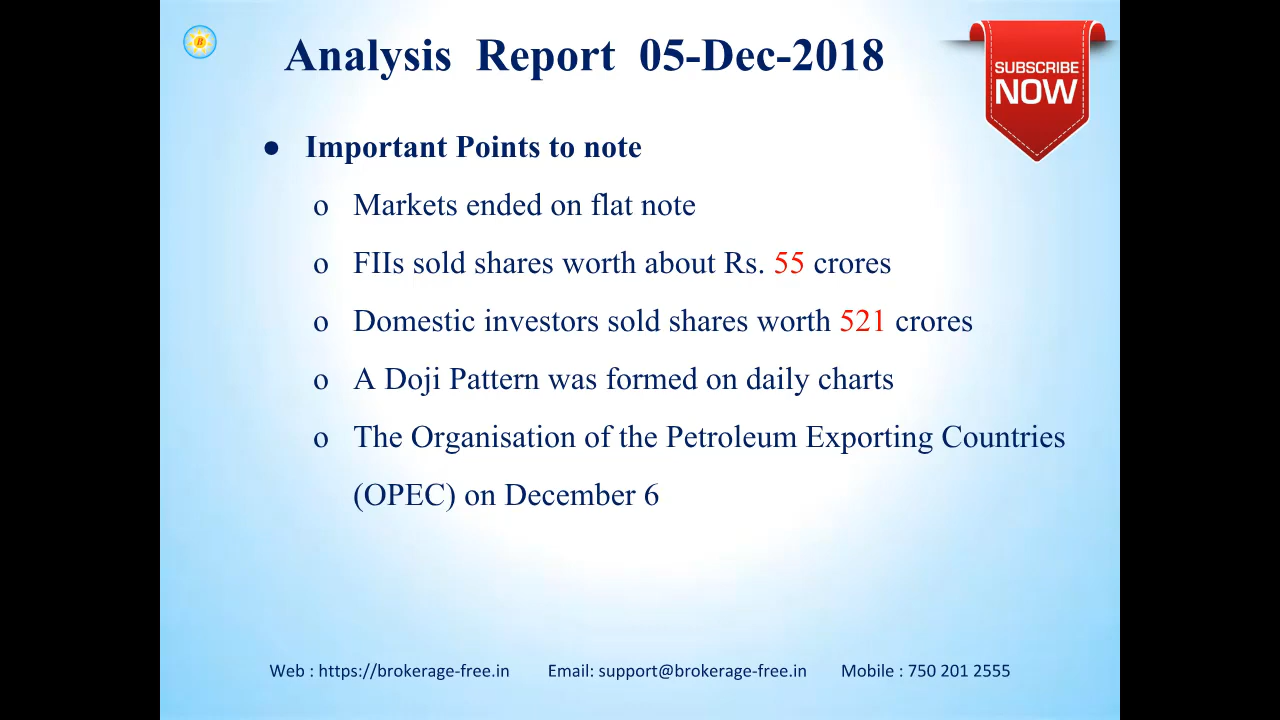 Analysis Report 05-Dec-2018
SUBSCRIBE
NOW
● Important Points to note
o Markets ended on flat note
o FIIs sold shares worth about Rs. 55 crores
o Domestic investors sold shares worth 521 crores
o A Doji Pattern was formed on daily charts
o The Organisation of the Petroleum Exporting Countries
(OPEC) on December 6
Web : https://brokerage-free.in Email: support@brokerage-free.in Mobile : 750 201 2555